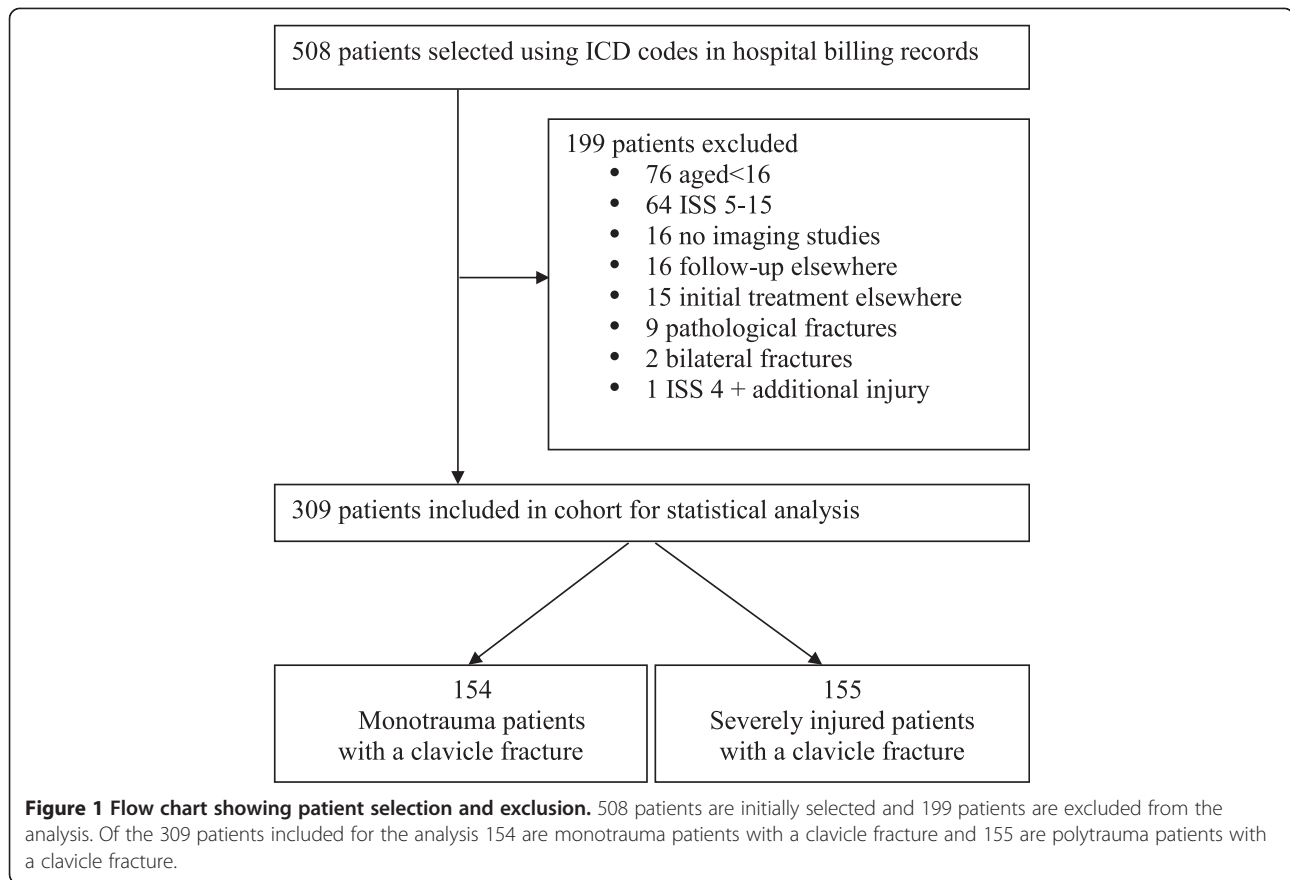 508 patients selected using ICD codes in hospital billing records
199 patients excluded
• 76 aged<16
• 64 ISS 5-15
• 16 no imaging studies
• 16 follow-up elsewhere
• 15 initial treatment elsewhere
• 9 pathological fractures
• 2 bilateral fractures
• 1 ISS 4 + additional injury
309 patients included in cohort for statistical analysis
154
Monotrauma patients
with a clavicle fracture
155
Severely injured patients
with a clavicle fracture
Figure 1 Flow chart showing patient selection and exclusion. 508 patients are initially selected and 199 patients are excluded from the
analysis. Of the 309 patients included for the analysis 154 are monotrauma patients with a clavicle fracture and 155 are polytrauma patients with
a clavicle fracture.